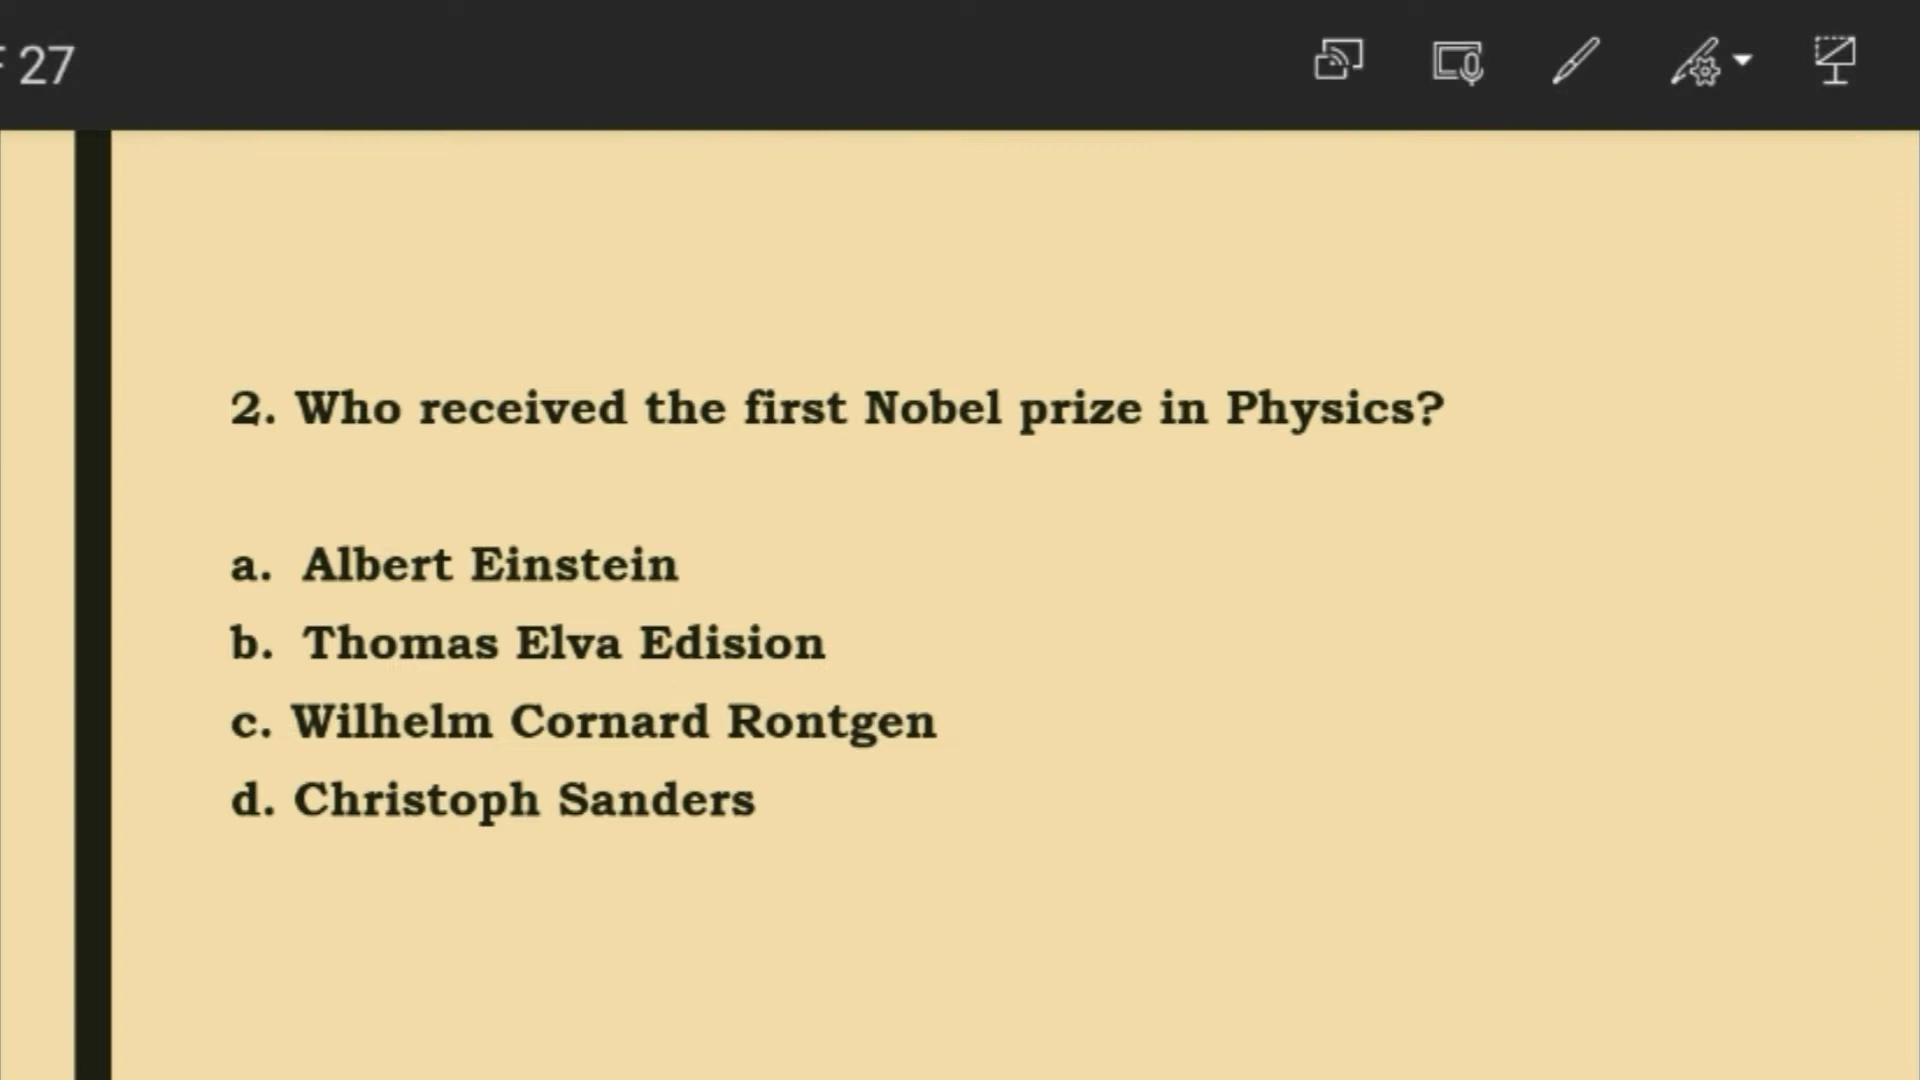 27
2. Who received the first Nobel prize in Physics?
a. Albert Einstein
b. Thomas Elva Edision
c. Wilhelm Cornard Rontgen
d. Christoph Sanders